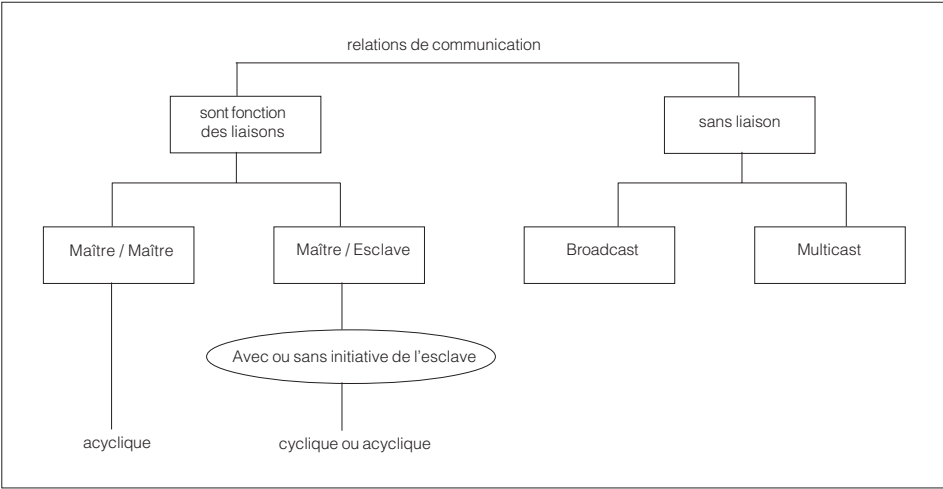 relations de communication
sont fonction
des liaisons
sans liaison
Maître / Maître
Maître / Esclave
Broadcast
Multicast
Avec ou sans initiative de l'esclave
acyclique
cyclique ou acyclique